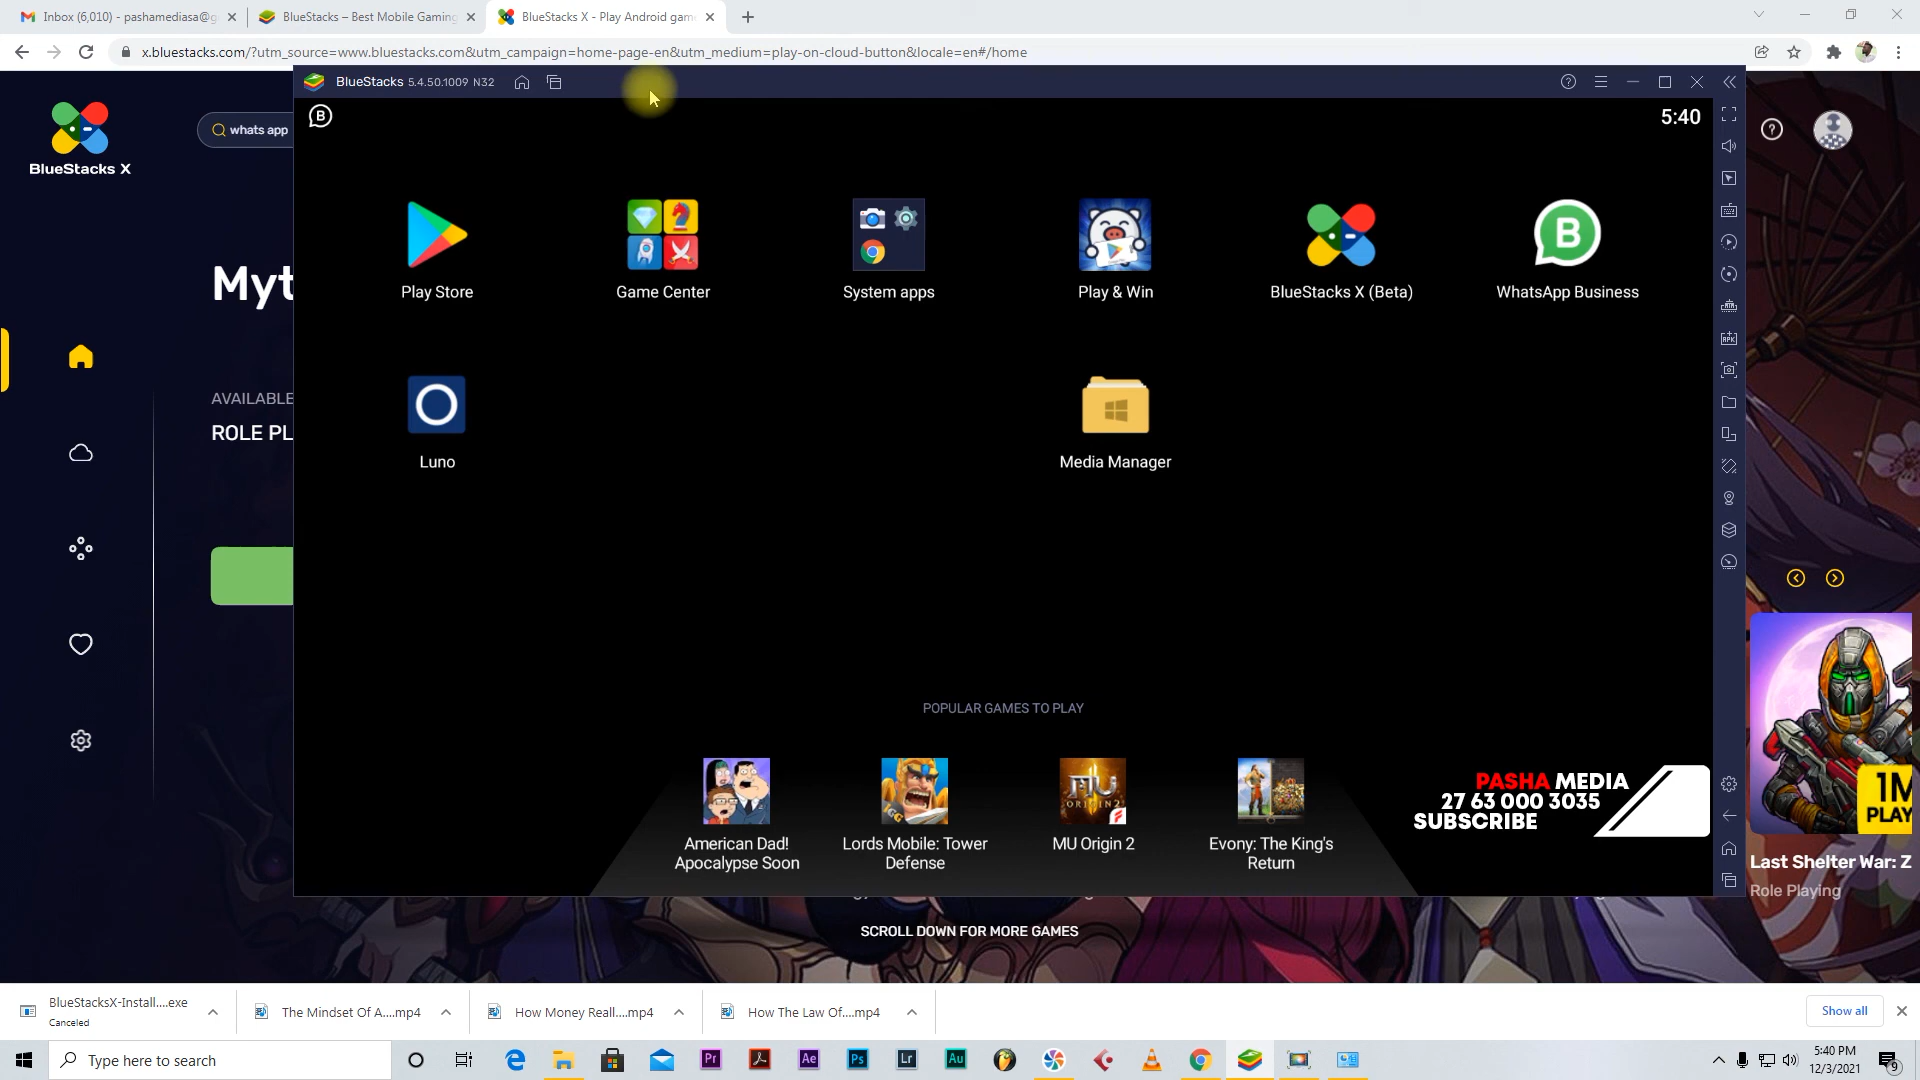 Inbox (6,010) - pashamediasa@g
BlueStacks – Best Mobile Gaming
BlueStacks X - Play Android gam
x.bluestacks.com/?utm_source=www.bluestacks.com&utm_campaign=home-page-en&utm_medium=play-on-cloud-button&locale=en#/home
BlueStacks 5.4.50.1009 N32
5:40
BlueStacks X
whats app
Play Store
Game Center
System apps
Play & Win
BlueStacks X (Beta)
WhatsApp Business
Myt
AVAILABLE
ROLE PL
Luno
Media Manager
POPULAR GAMES TO PLAY
American Dad!
Apocalypse Soon
Lords Mobile: Tower
Defense
MU Origin 2
Evony: The King's
Return
PASHA MEDIA
27 63 000 3035
SUBSCRIBE
1M
PLAY
Last Shelter War: Z
Role Playing
SCROLL DOWN FOR MORE GAMES
BlueStacksX-Install....exe
Canceled
The Mindset Of A....mp4
How Money Reall....mp4
How The Law Of....mp4
Show all
Type here to search
5:40 PM
12/3/2021